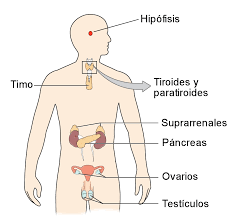 Hipófisis
Timo
Tiroides y
paratiroides
Suprarrenales
Páncreas
Ovarios
Testículos